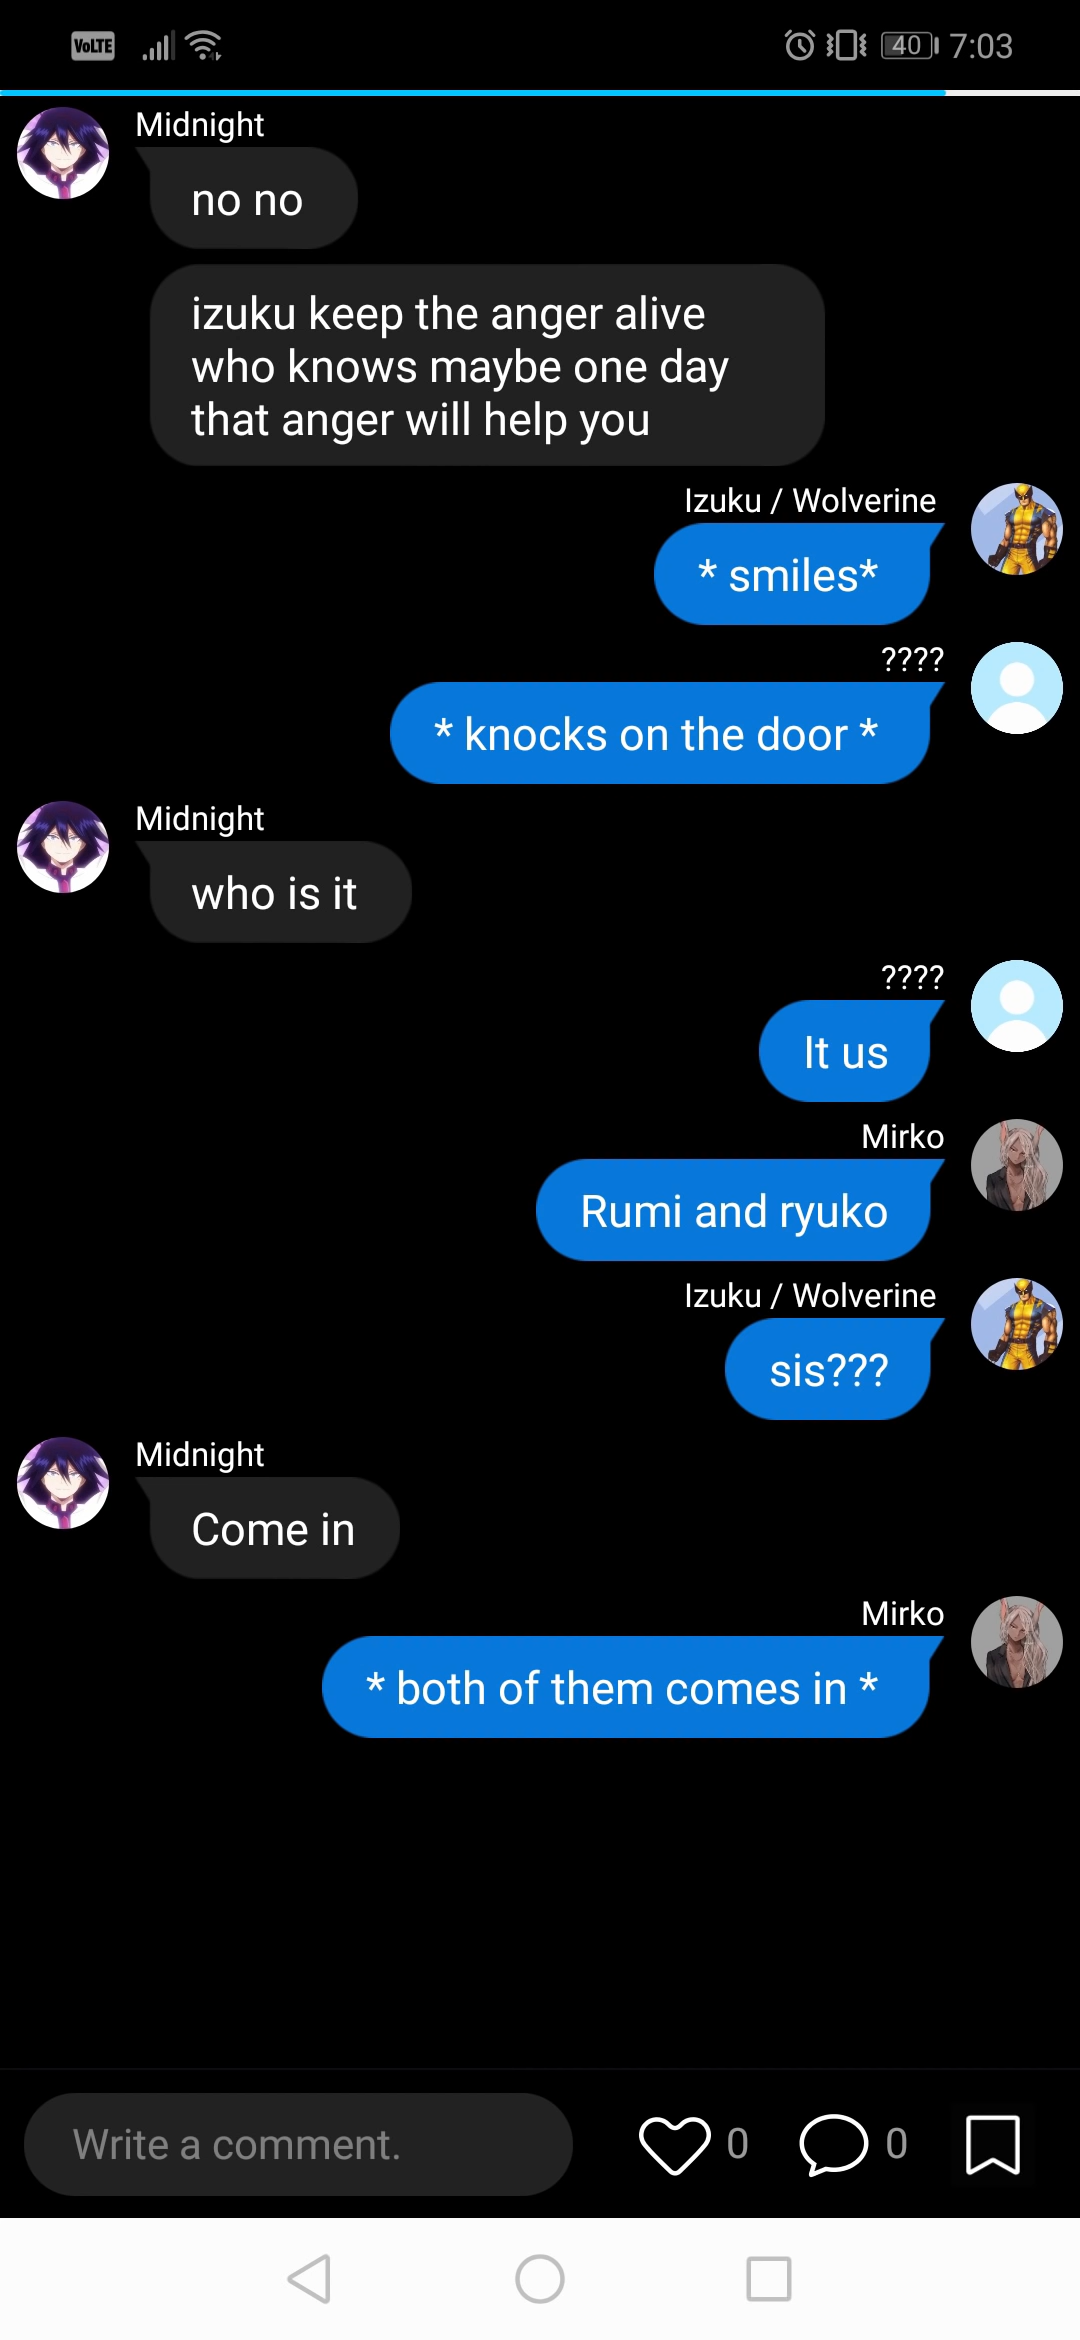 VoLTE 40 7:03
Midnight
no no
izuku keep the anger alive
who knows maybe one day
that anger will help you
Izuku / Wolverine
* smiles*
????
* knocks on the door *
Midnight
who is it
????
It us
Mirko
Rumi and ryuko
Izuku / Wolverine
sis???
Midnight
Come in
Mirko
* both of them comes in *
Write a comment. 0 0